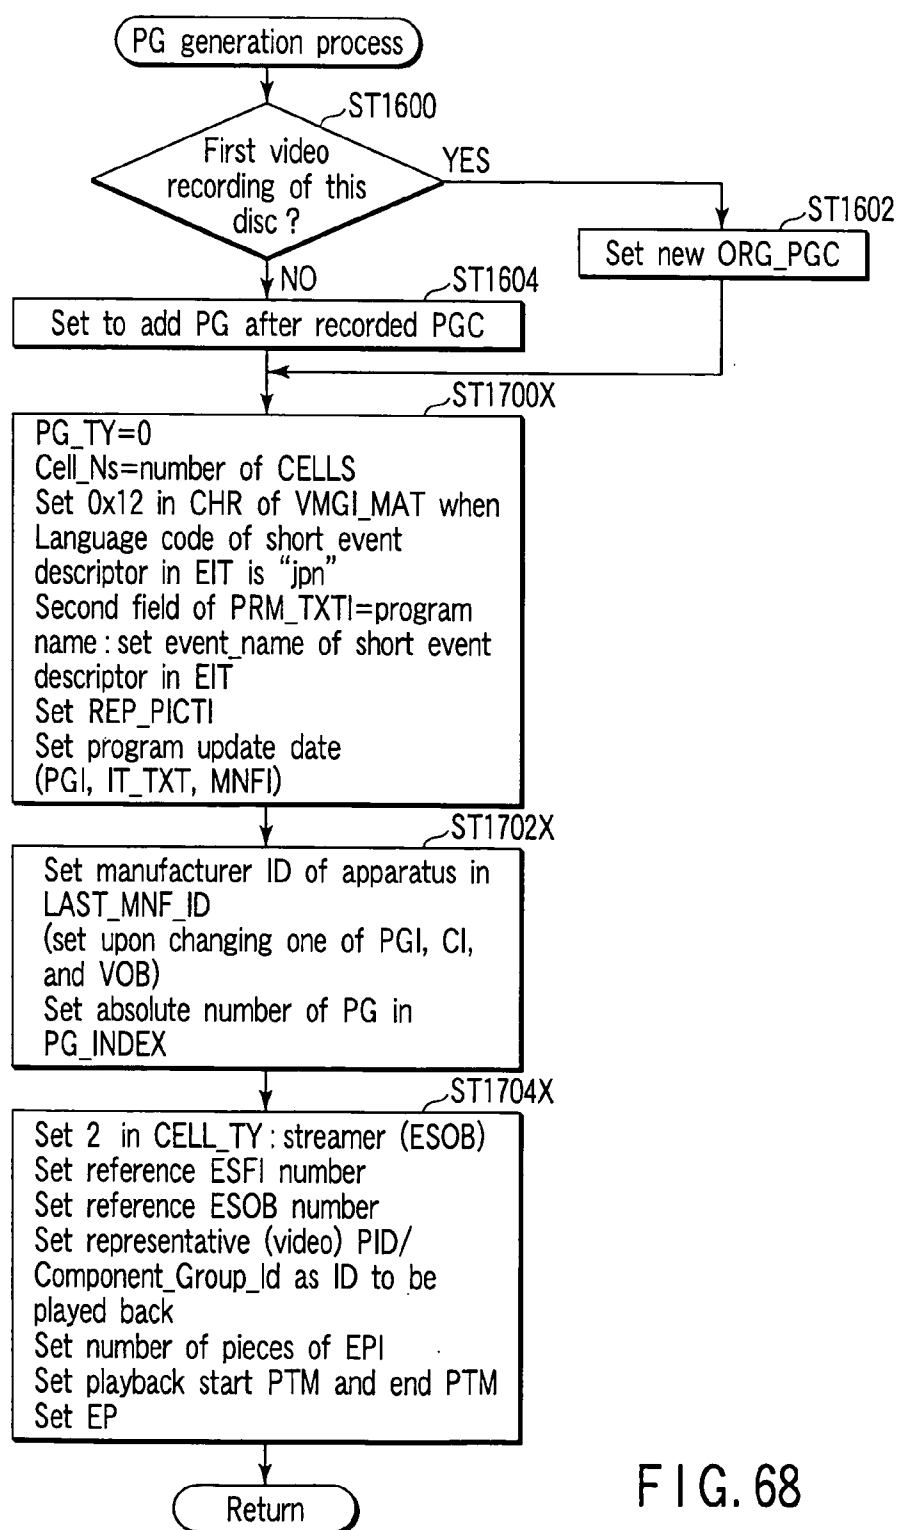 PG generation process
ST1600
First video
recording of this
disc ?
YES
ST1602
Set new ORG_PGC
NO
ST1604
Set to add PG after recorded PGC
ST1700X
PG_TY=0
Cell_Ns=number of CELLS
Set 0x12 in CHR of VMGI_MAT when
Language code of short event
descriptor in EIT is “jpn”
Second field of PRM_TXTI=program
name : set event_name of short event
descriptor in EIT
Set REP_PICTI
Set program update date
(PGI, IT_TXT, MNFI)
ST1702X
Set manufacturer ID of apparatus in
LAST_MNF_ID
(set upon changing one of PGI, CI,
and VOB)
Set absolute number of PG in
PG_INDEX
ST1704X
Set 2 in CELL_TY : streamer (ESOB)
Set reference ESFI number
Set reference ESOB number
Set representative (video) PID/
Component_Group_Id as ID to be
played back
Set number of pieces of EPI
Set playback start PTM and end PTM
Set EP
Return
FIG. 68